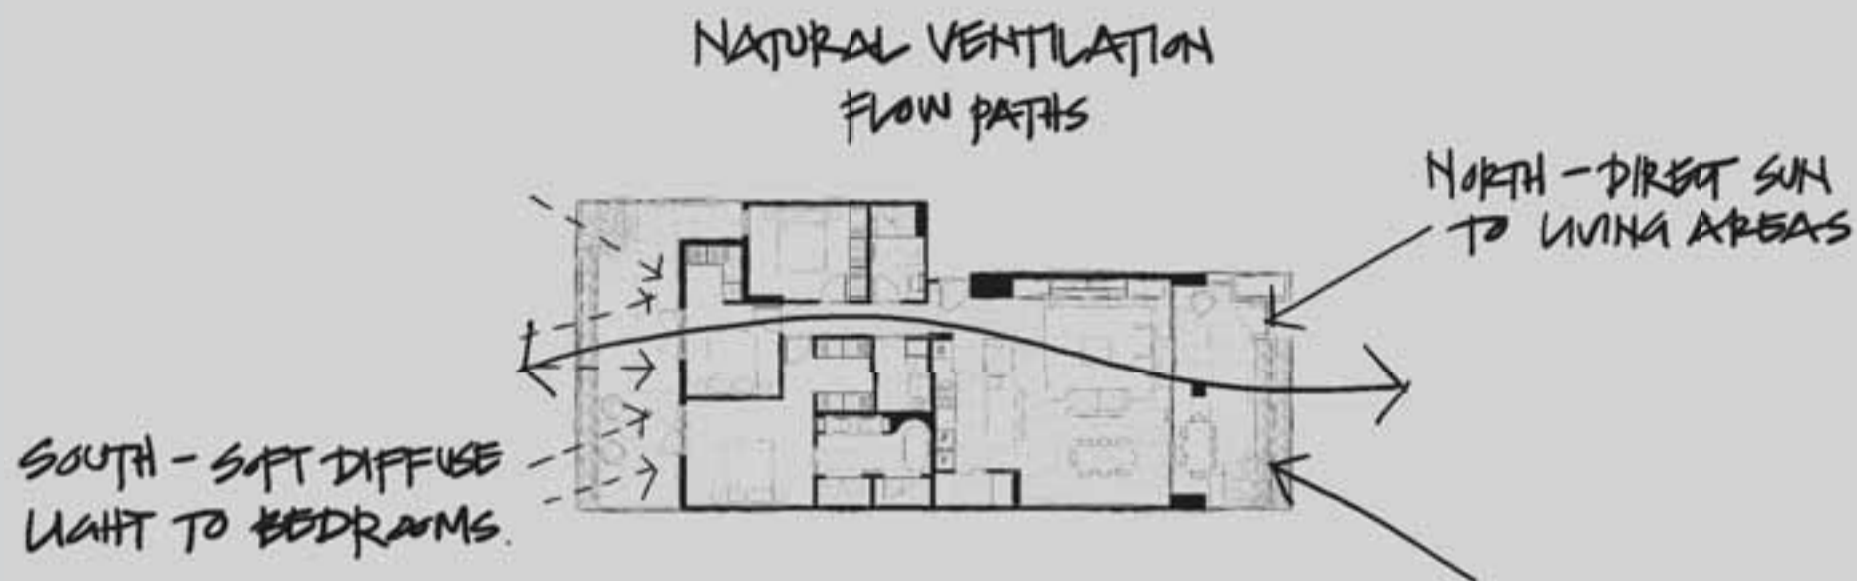 NATURAL VENTILATION
FLOW PATHS
NORTH - DIRECT SUN
TO LIVING AREAS
SOUTH - SOFT DIFFUSE
LIGHT TO BEDROOMS.